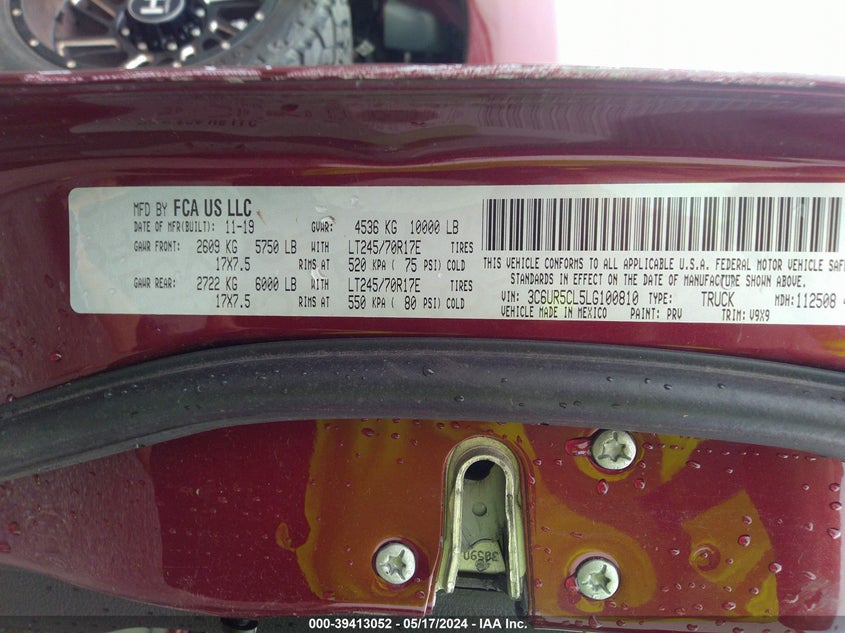 MFD BY FCA US LLC
DATE OF MFR(BUILT): 11-19 GVWR: 4536 KG 10000 LB
GAWR FRONT: 2609 KG 5750 LB WITH LT245/70R17E TIRES
17X7.5 RIMS AT 520 KPA ( 75 PSI) COLD
GAWR REAR: 2722 KG 6000 LB WITH LT245/70R17E TIRES
17X7.5 RIMS AT 550 KPA ( 80 PSI) COLD
THIS VEHICLE CONFORMS TO ALL APPLICABLE U.S.A. FEDERAL MOTOR VEHICLE SAFE
STANDARDS IN EFFECT ON THE DATE OF MANUFACTURE SHOWN ABOVE.
VIN: 3C6UR5CL5LG100810 TYPE: TRUCK MDH: 112508
VEHICLE MADE IN MEXICO PAINT: PRV TRIM: V9X9
H
000-39413052 - 05/17/2024 - IAA Inc.